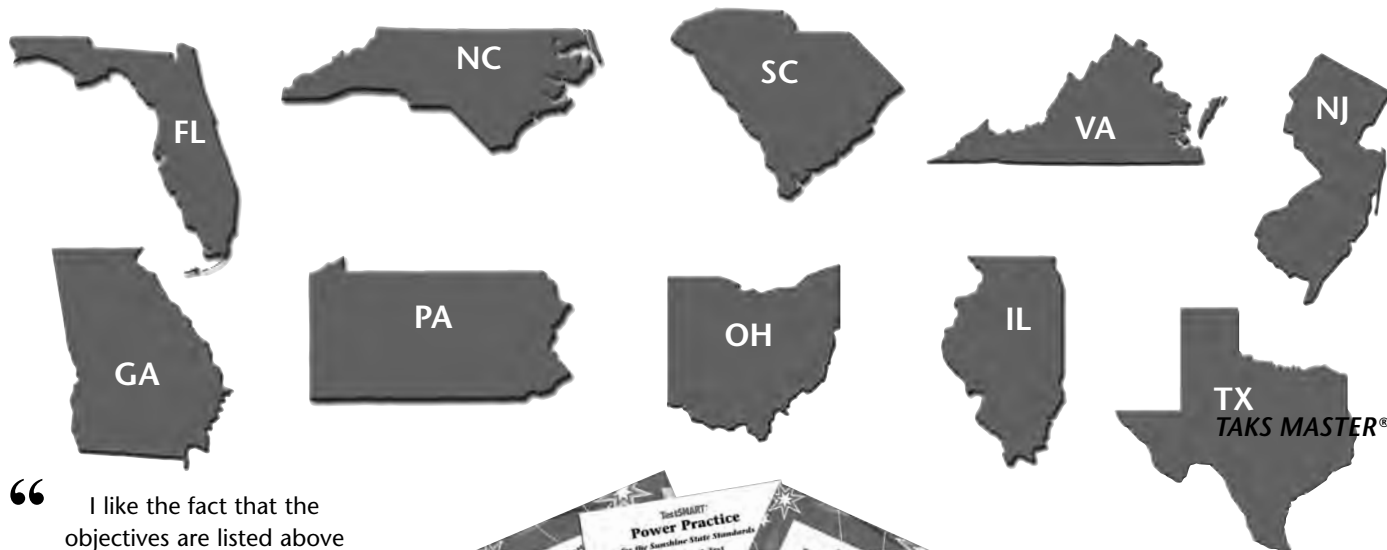 NC
SC
FL
VA
NJ
GA
PA
OH
IL
TX
TAKS MASTER®
“ I like the fact that the
objectives are listed above
TestSMART®
Power Practice
for the Sunshine State Standards